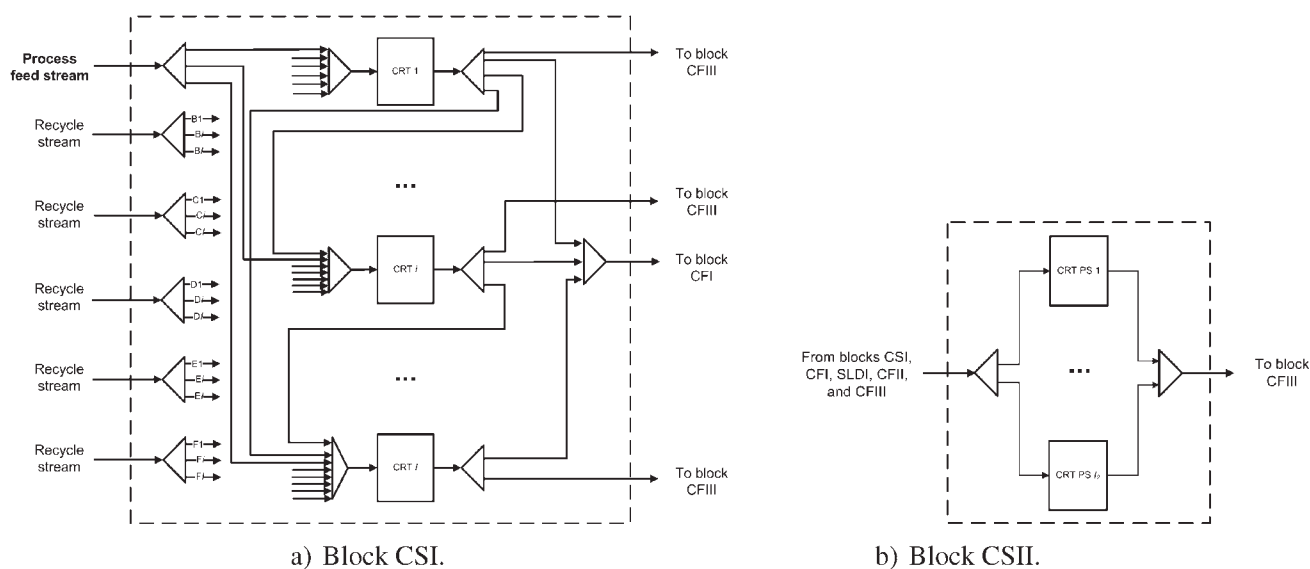 Process
feed stream
CRT 1
To block
CFIII
Recycle
stream
B1
Bi
BI
...
Recycle
stream
C1
Ci
CI
To block
CFIII
CRT i
To block
CFI
Recycle
stream
D1
Di
DI
Recycle
stream
E1
Ei
EI
...
Recycle
stream
F1
Fi
FI
CRT I
To block
CFIII
a) Block CSI.
CRT PS 1
From blocks CSI,
CFI, SLDI, CFII,
and CFIII
...
To block
CFIII
CRT PS I₂
b) Block CSII.